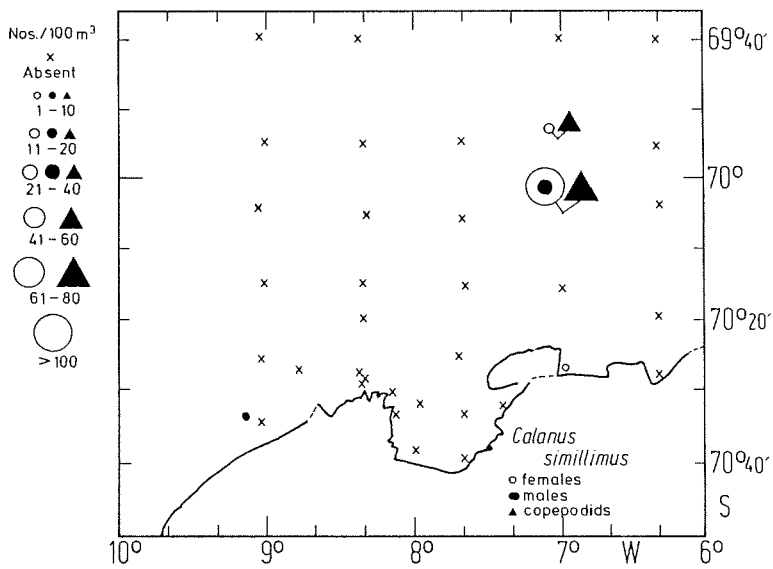 Nos./100 m³
x
Absent
1 – 10
11 – 20
21 – 40
41 – 60
61 – 80
>100
69°40'
70°
70°20'
70°40'
S
Calanus
simillimus
females
males
copepodids
10°
9°
8°
7°
W
6°